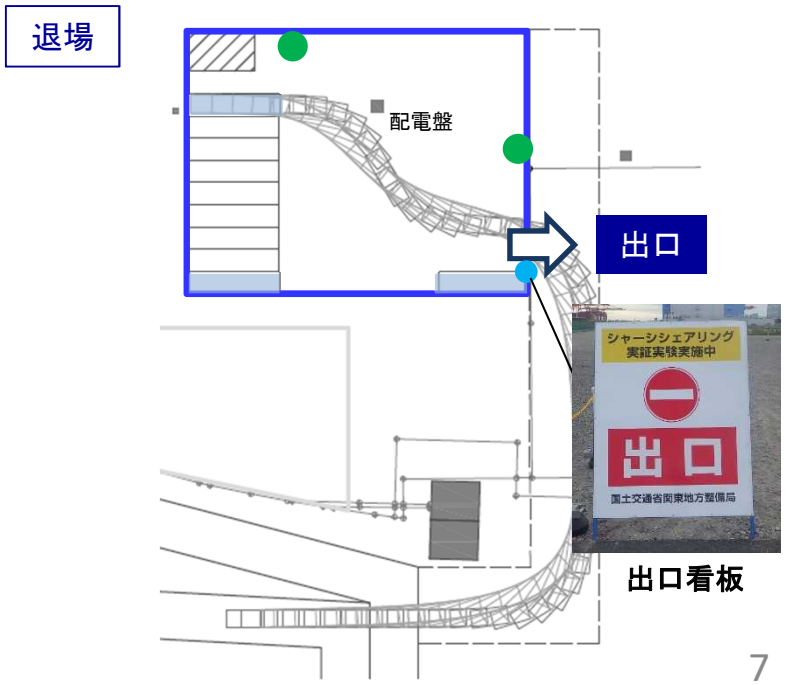 退場
配電盤
出口
シャーシシェアリング
実証実験実施中
出口
国土交通省関東地方整備局
出口看板
7